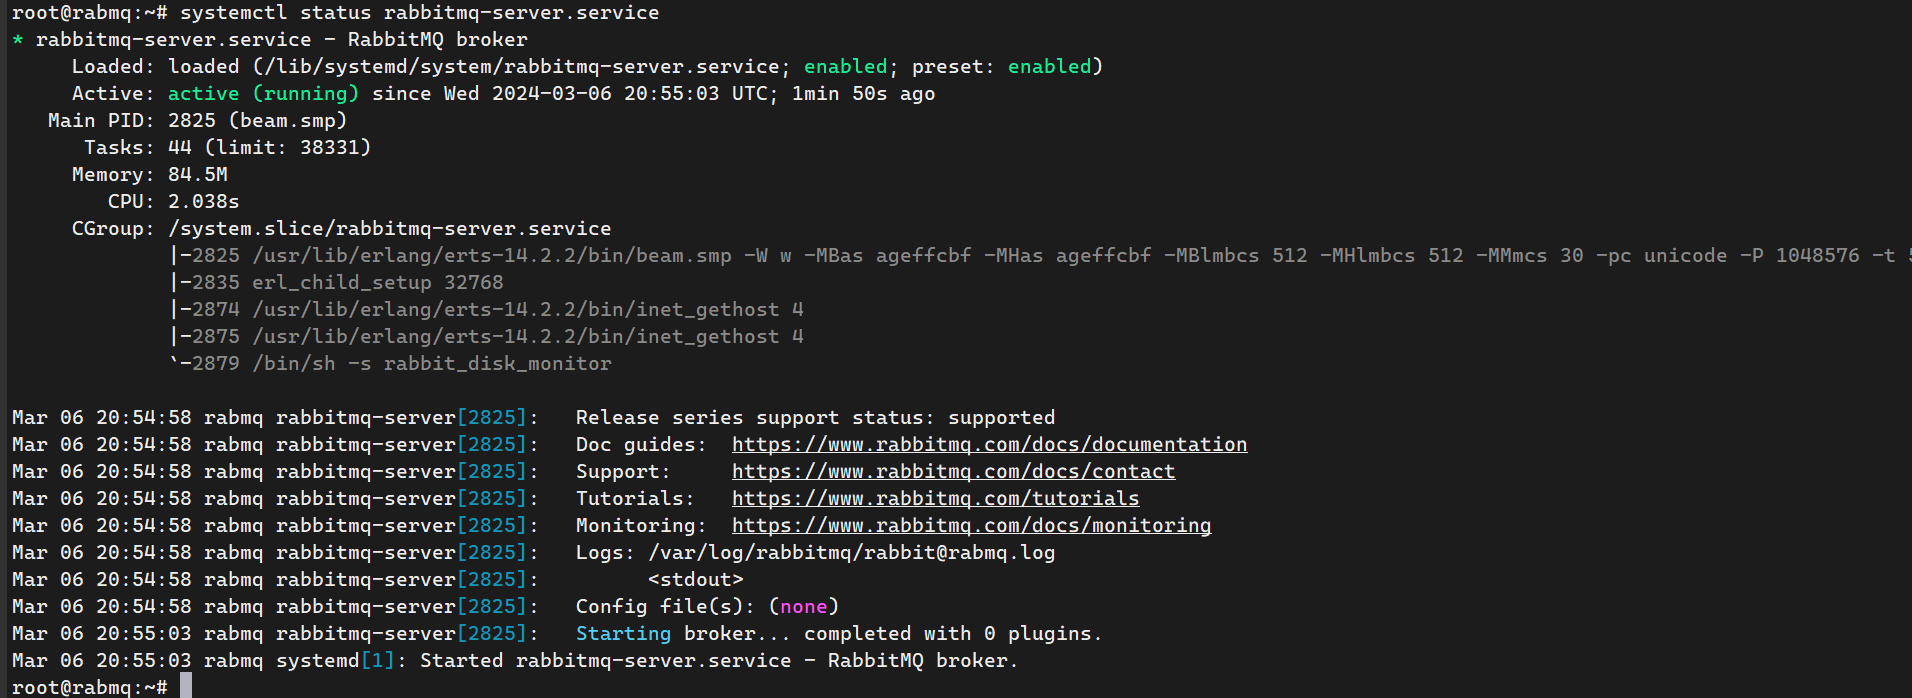 root@rabmq:~# systemctl status rabbitmq-server.service
* rabbitmq-server.service - RabbitMQ broker
     Loaded: loaded (/lib/systemd/system/rabbitmq-server.service; enabled; preset: enabled)
     Active: active (running) since Wed 2024-03-06 20:55:03 UTC; 1min 50s ago
   Main PID: 2825 (beam.smp)
      Tasks: 44 (limit: 38331)
     Memory: 84.5M
        CPU: 2.038s
     CGroup: /system.slice/rabbitmq-server.service
             |-2825 /usr/lib/erlang/erts-14.2.2/bin/beam.smp -W w -MBas ageffcbf -MHas ageffcbf -MBlmbcs 512 -MHlmbcs 512 -MMmcs 30 -pc unicode -P 1048576 -t
             |-2835 erl_child_setup 32768
             |-2874 /usr/lib/erlang/erts-14.2.2/bin/inet_gethost 4
             |-2875 /usr/lib/erlang/erts-14.2.2/bin/inet_gethost 4
             `-2879 /bin/sh -s rabbit_disk_monitor
Mar 06 20:54:58 rabmq rabbitmq-server[2825]:   Release series support status: supported
Mar 06 20:54:58 rabmq rabbitmq-server[2825]:   Doc guides:  https://www.rabbitmq.com/docs/documentation
Mar 06 20:54:58 rabmq rabbitmq-server[2825]:   Support:     https://www.rabbitmq.com/docs/contact
Mar 06 20:54:58 rabmq rabbitmq-server[2825]:   Tutorials:   https://www.rabbitmq.com/tutorials
Mar 06 20:54:58 rabmq rabbitmq-server[2825]:   Monitoring:  https://www.rabbitmq.com/docs/monitoring
Mar 06 20:54:58 rabmq rabbitmq-server[2825]:   Logs: /var/log/rabbitmq/rabbit@rabmq.log
Mar 06 20:54:58 rabmq rabbitmq-server[2825]:         <stdout>
Mar 06 20:54:58 rabmq rabbitmq-server[2825]:   Config file(s): (none)
Mar 06 20:55:03 rabmq rabbitmq-server[2825]:   Starting broker... completed with 0 plugins.
Mar 06 20:55:03 rabmq systemd[1]: Started rabbitmq-server.service - RabbitMQ broker.
root@rabmq:~#